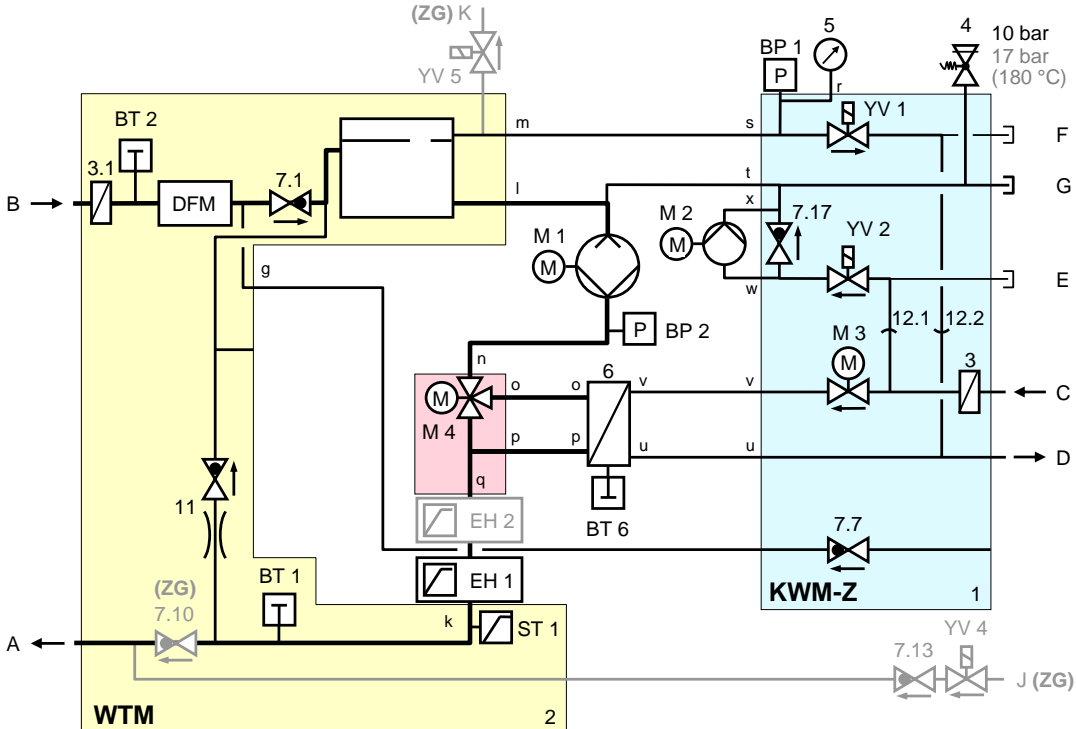 (ZG) K
YV 5
5
BP 1
P
r
4
10 bar
17 bar
(180 °C)
BT 2
3.1
B
DFM
7.1
m
l
s
YV 1
F
t
G
x
M 2
M
7.17
YV 2
w
E
M 1
M
g
P
BP 2
12.1
12.2
M 3
M
3
C
n
6
M
M 4
o
o
v
v
p
p
u
u
D
q
11
EH 2
BT 6
7.7
BT 1
EH 1
KWM-Z
1
(ZG)
7.10
k
ST 1
A
7.13
YV 4
J (ZG)
WTM
2